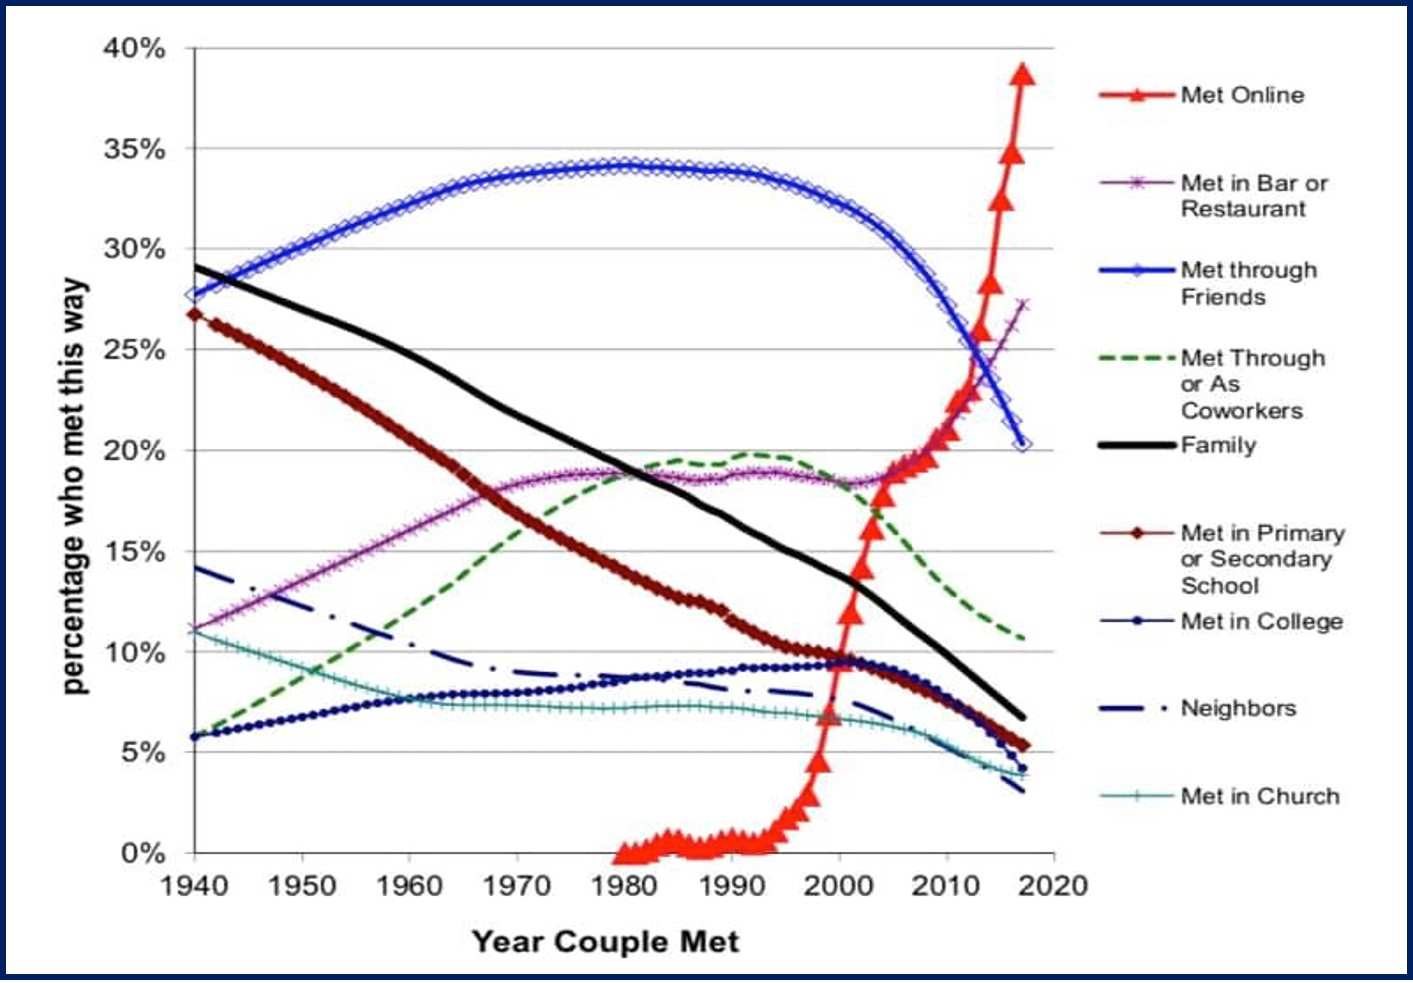 40%
35%
30%
25%
20%
15%
10%
5%
0%
percentage who met this way
1940 1950 1960 1970 1980 1990 2000 2010 2020
Year Couple Met
Met Online
Met in Bar or
Restaurant
Met through
Friends
Met Through
or As
Coworkers
Family
Met in Primary
or Secondary
School
Met in College
Neighbors
Met in Church